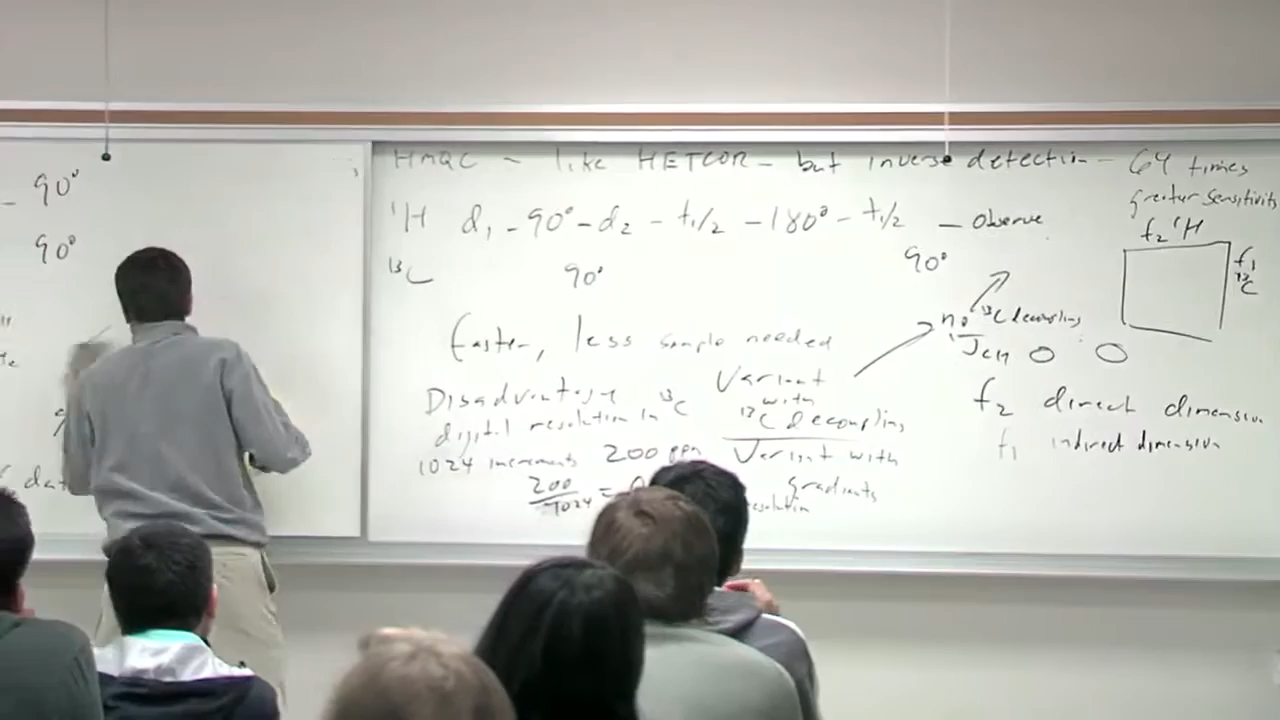 90°
90°
HMQC - like HETCOR - but inverse detection - 64 times
greater sensitivity
¹H d₁ - 90° - d₂ - t₁/2 - 180° - t₁/2 - Observe
¹³C 90° 90°
f₂ ¹H
f₁
¹³C
no ¹³C decoupling
¹J_CH
Faster, less sample needed
Disadvantage ¹³C
digital resolution in
1024 increments 200 ppm
200/1024 =
resolution
Variant
with
¹³C decoupling
Variant with
gradients
f₂ direct dimension
f₁ indirect dimension